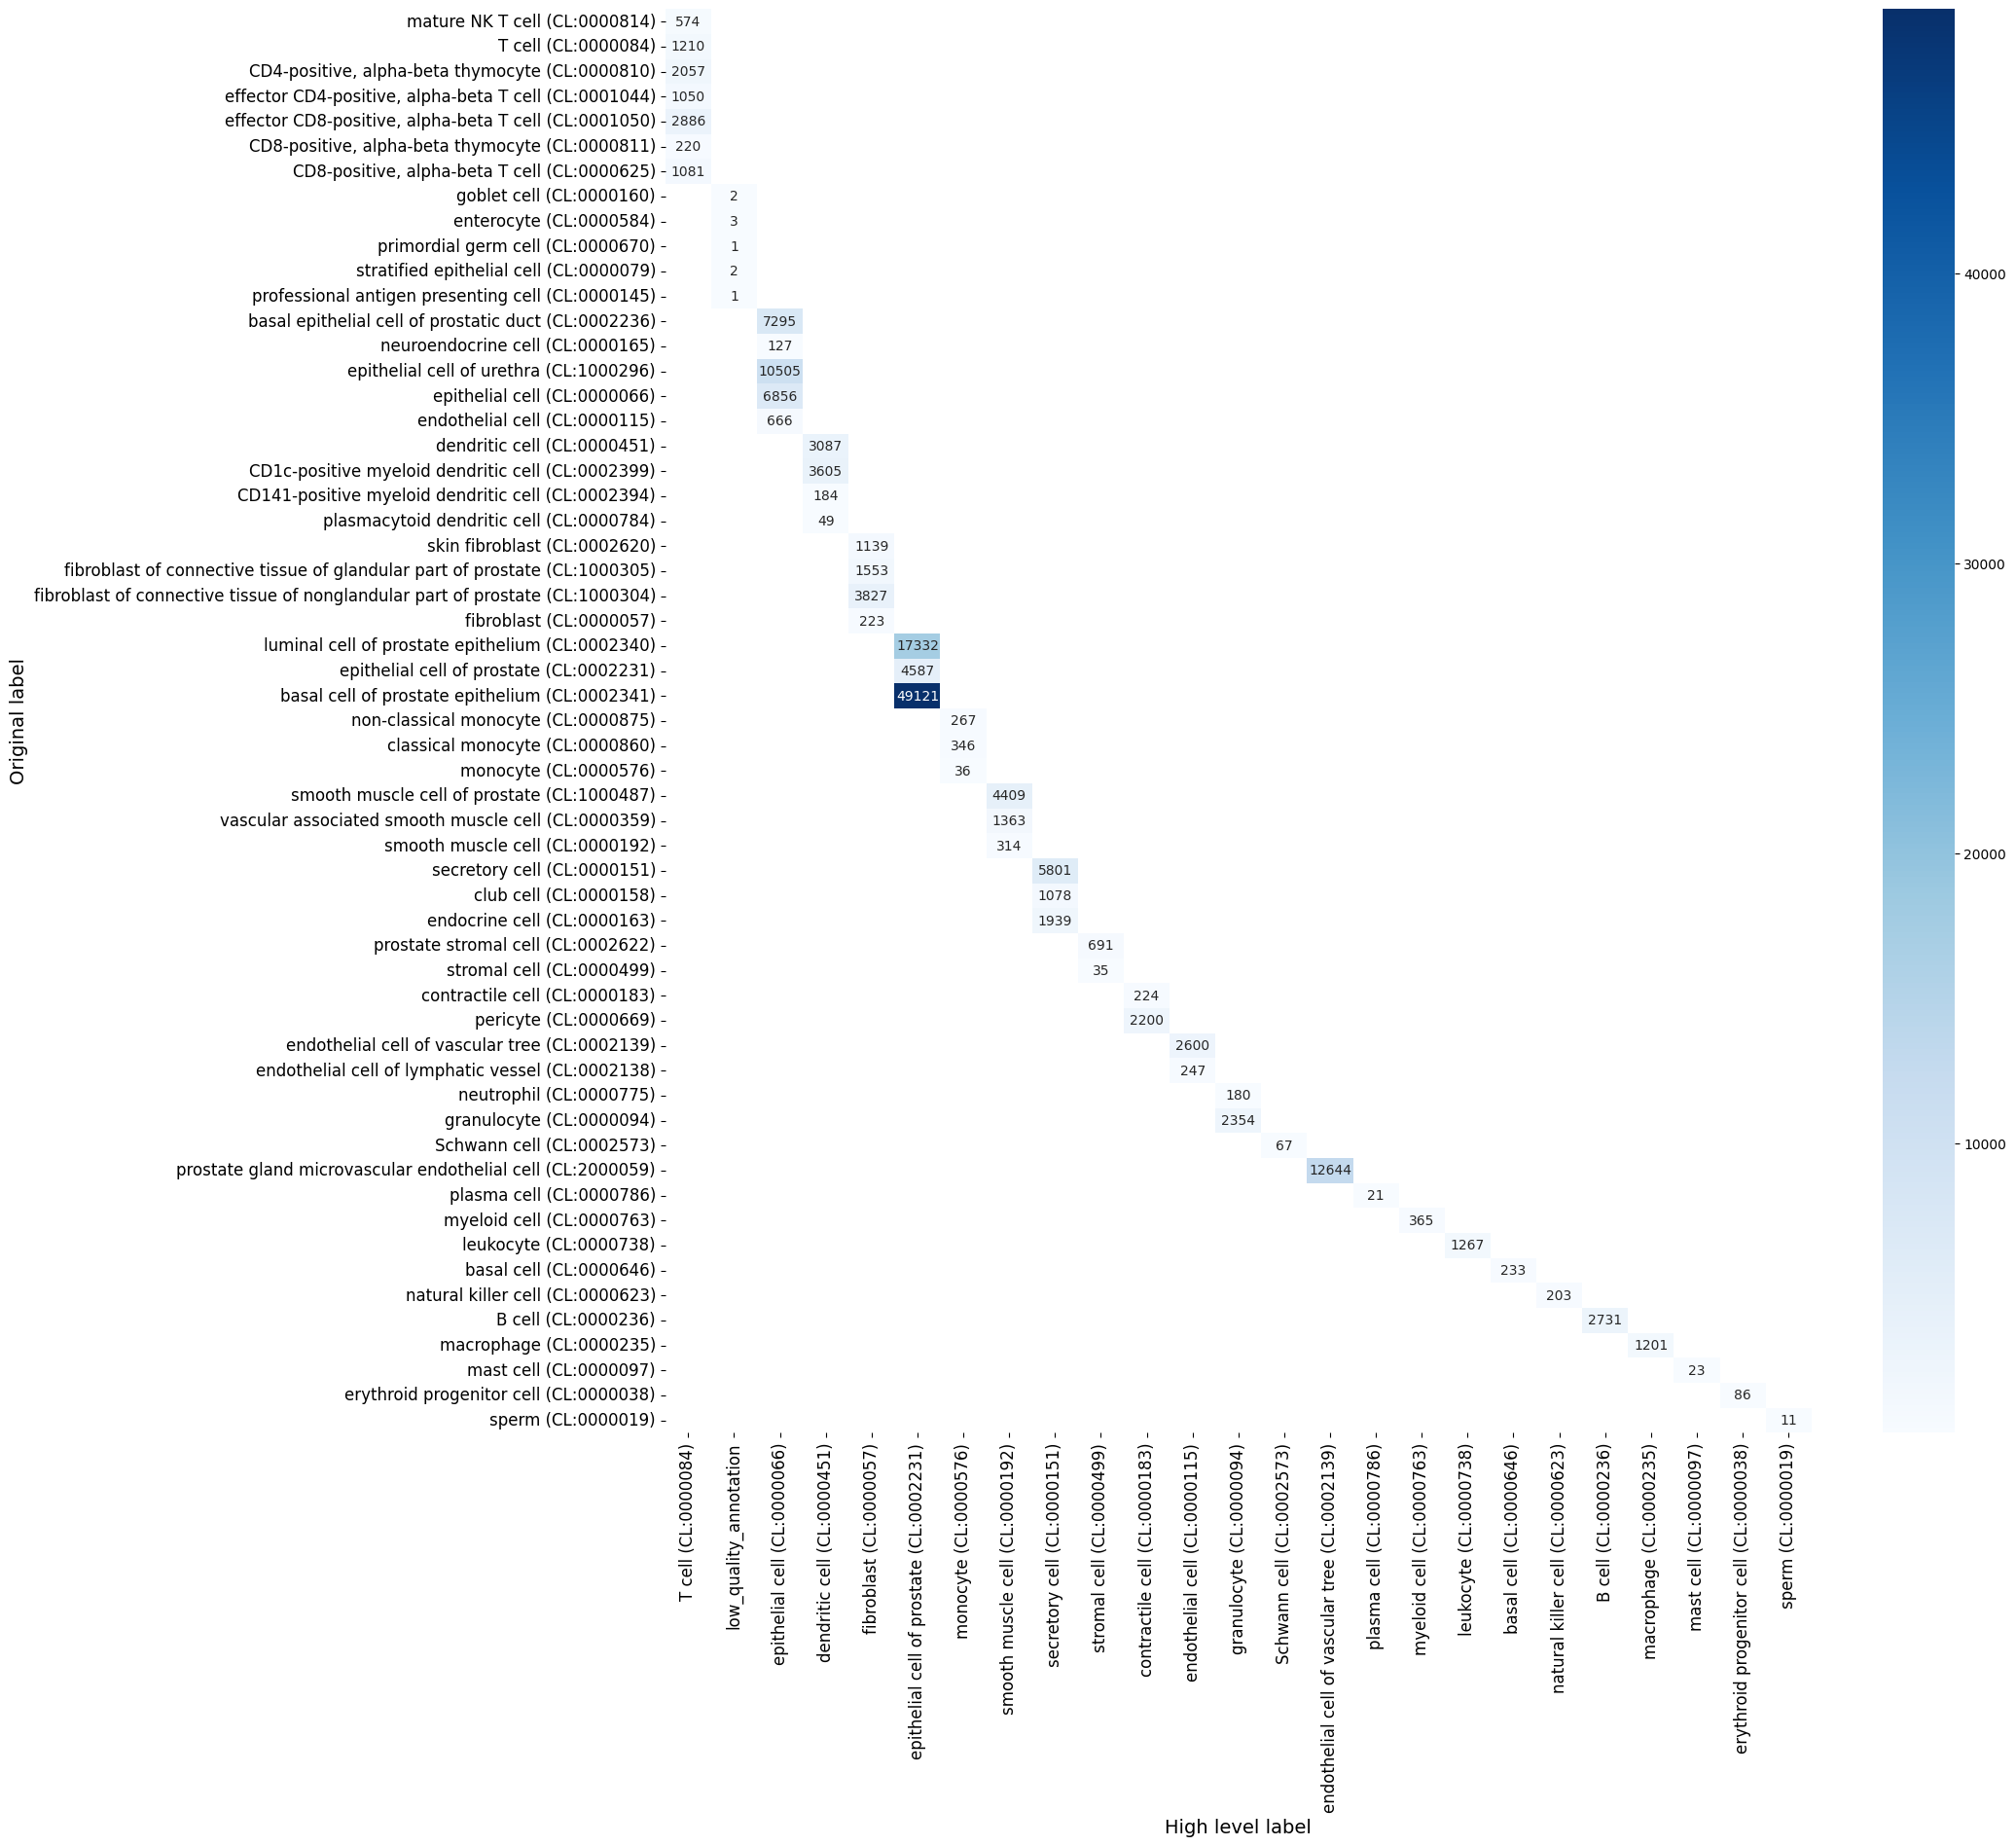 mature NK T cell (CL:0000814) 574
T cell (CL:0000084) 1210
CD4-positive, alpha-beta thymocyte (CL:0000810) 2057
effector CD4-positive, alpha-beta T cell (CL:0001044) 1050
effector CD8-positive, alpha-beta T cell (CL:0001050) 2886
CD8-positive, alpha-beta thymocyte (CL:0000811) 220
CD8-positive, alpha-beta T cell (CL:0000625) 1081
goblet cell (CL:0000160) 2
enterocyte (CL:0000584) 3
primordial germ cell (CL:0000670) 1
stratified epithelial cell (CL:0000079) 2
professional antigen presenting cell (CL:0000145) 1
basal epithelial cell of prostatic duct (CL:0002236) 7295
neuroendocrine cell (CL:0000165) 127
epithelial cell of urethra (CL:1000296) 10505
epithelial cell (CL:0000066) 6856
endothelial cell (CL:0000115) 666
dendritic cell (CL:0000451) 3087
CD1c-positive myeloid dendritic cell (CL:0002399) 3605
CD141-positive myeloid dendritic cell (CL:0002394) 184
plasmacytoid dendritic cell (CL:0000784) 49
skin fibroblast (CL:0002620) 1139
fibroblast of connective tissue of glandular part of prostate (CL:1000305) 1553
fibroblast of connective tissue of nonglandular part of prostate (CL:1000304) 3827
fibroblast (CL:0000057) 223
luminal cell of prostate epithelium (CL:0002340) 17332
epithelial cell of prostate (CL:0002231) 4587
basal cell of prostate epithelium (CL:0002341) 49121
non-classical monocyte (CL:0000875) 267
classical monocyte (CL:0000860) 346
monocyte (CL:0000576) 36
smooth muscle cell of prostate (CL:1000487) 4409
vascular associated smooth muscle cell (CL:0000359) 1363
smooth muscle cell (CL:0000192) 314
secretory cell (CL:0000151) 5801
club cell (CL:0000158) 1078
endocrine cell (CL:0000163) 1939
prostate stromal cell (CL:0002622) 691
stromal cell (CL:0000499) 35
contractile cell (CL:0000183) 224
pericyte (CL:0000669) 2200
endothelial cell of vascular tree (CL:0002139) 2600
endothelial cell of lymphatic vessel (CL:0002138) 247
neutrophil (CL:0000775) 180
granulocyte (CL:0000094) 2354
Schwann cell (CL:0002573) 67
prostate gland microvascular endothelial cell (CL:2000059) 12644
plasma cell (CL:0000786) 21
myeloid cell (CL:0000763) 365
leukocyte (CL:0000738) 1267
basal cell (CL:0000646) 233
natural killer cell (CL:0000623) 203
B cell (CL:0000236) 2731
macrophage (CL:0000235) 1201
mast cell (CL:0000097) 23
erythroid progenitor cell (CL:0000038) 86
sperm (CL:0000019) 11
Original label
T cell (CL:0000084)
low_quality_annotation
epithelial cell (CL:0000066)
dendritic cell (CL:0000451)
fibroblast (CL:0000057)
epithelial cell of prostate (CL:0002231)
monocyte (CL:0000576)
smooth muscle cell (CL:0000192)
secretory cell (CL:0000151)
stromal cell (CL:0000499)
contractile cell (CL:0000183)
endothelial cell (CL:0000115)
granulocyte (CL:0000094)
Schwann cell (CL:0002573)
endothelial cell of vascular tree (CL:0002139)
plasma cell (CL:0000786)
myeloid cell (CL:0000763)
leukocyte (CL:0000738)
basal cell (CL:0000646)
natural killer cell (CL:0000623)
B cell (CL:0000236)
macrophage (CL:0000235)
mast cell (CL:0000097)
erythroid progenitor cell (CL:0000038)
sperm (CL:0000019)
High level label
40000
30000
20000
10000